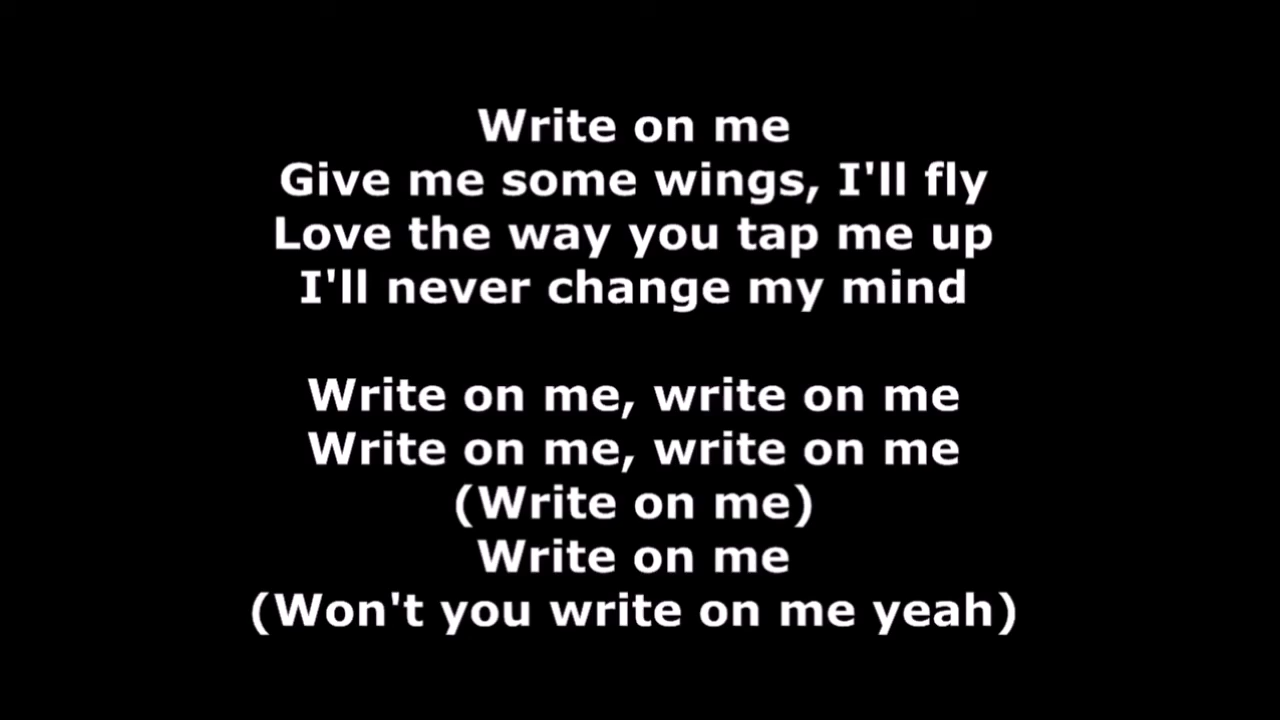 Write on me
Give me some wings, I'll fly
Love the way you tap me up
I'll never change my mind
Write on me, write on me
Write on me, write on me
(Write on me)
Write on me
(Won't you write on me yeah)